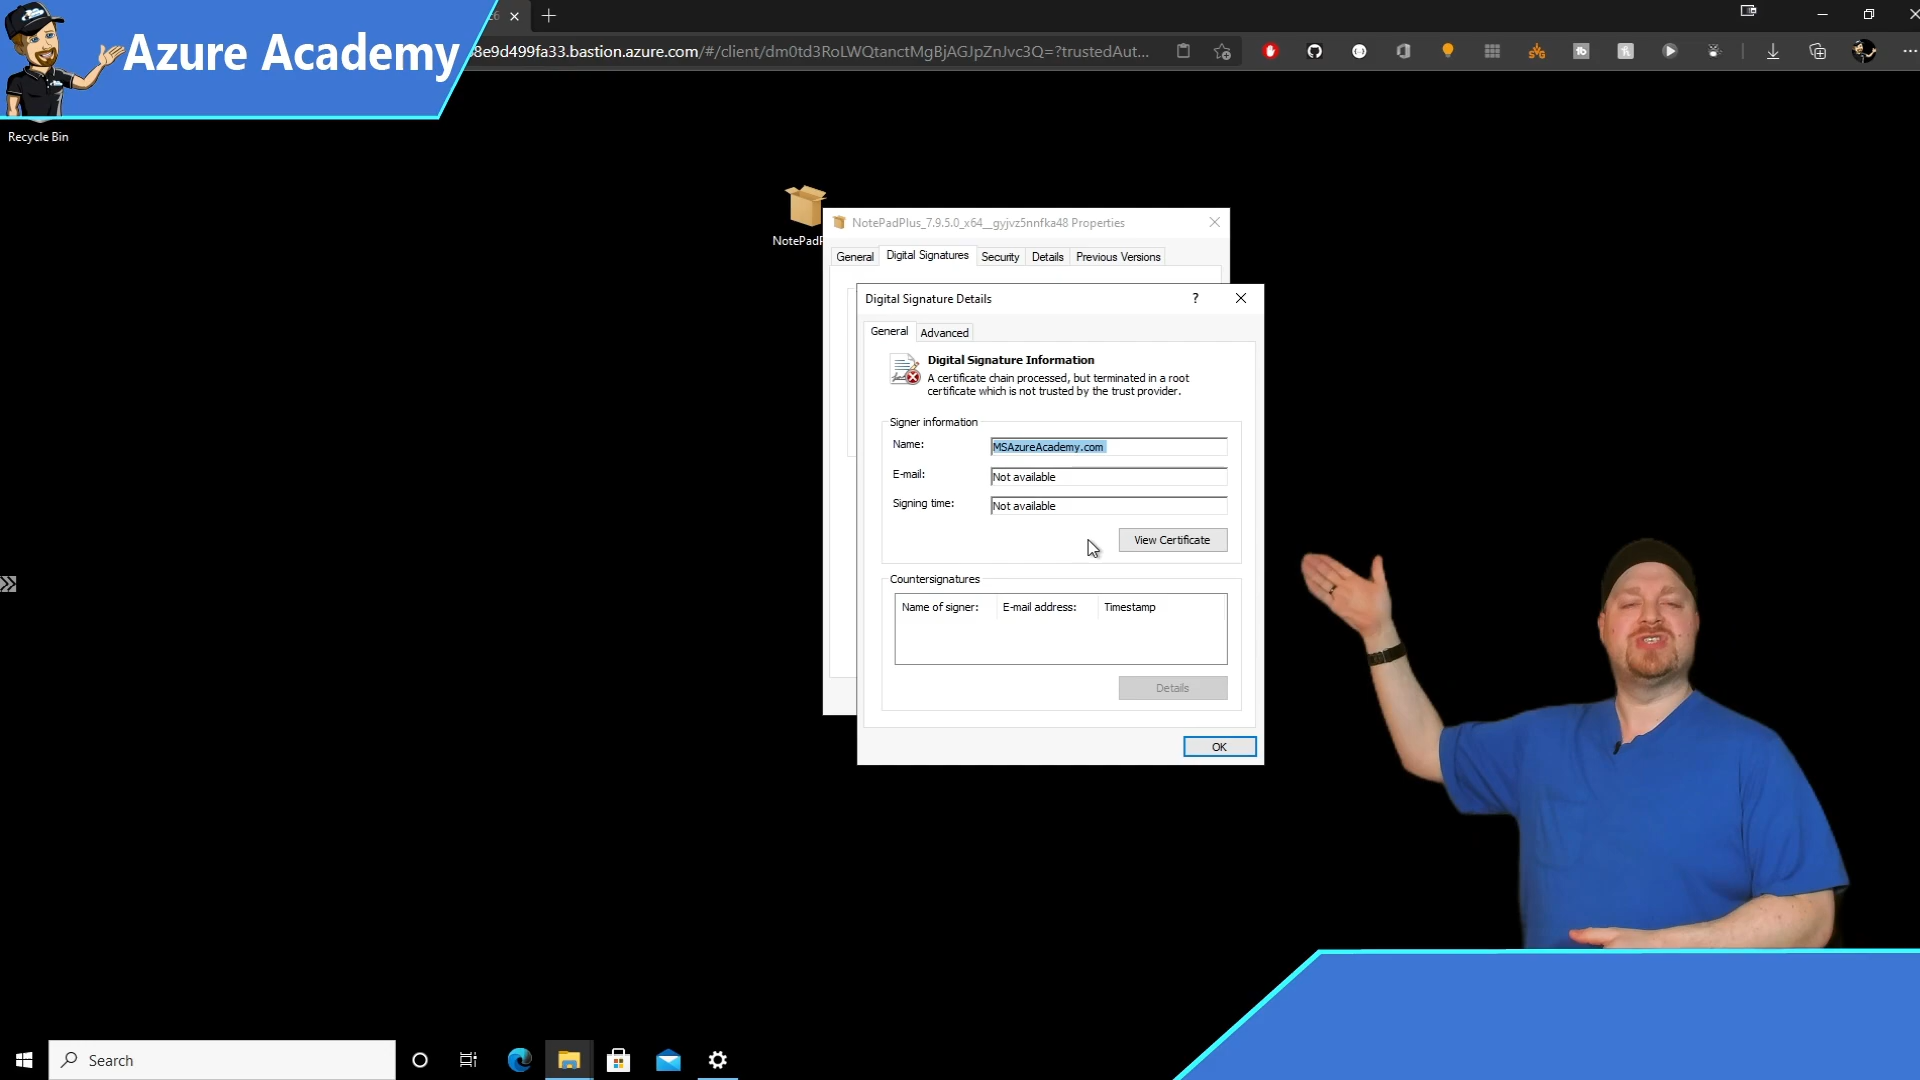 Azure Academy
8e9d499fa33.bastion.azure.com/#/client/dm0td3RoLWQtanctMgBjAGJpZnJvc3Q=?trustedAut...
Recycle Bin
NotePadP
NotePadPlus_7.9.5.0_x64__gyjvz5nnfka48 Properties
General Digital Signatures Security Details Previous Versions
Digital Signature Details
?
General Advanced
Digital Signature Information
A certificate chain processed, but terminated in a root
certificate which is not trusted by the trust provider.
Signer information
Name: MSAzureAcademy.com
E-mail: Not available
Signing time: Not available
View Certificate
Countersignatures
Name of signer: E-mail address: Timestamp
Details
OK
Search